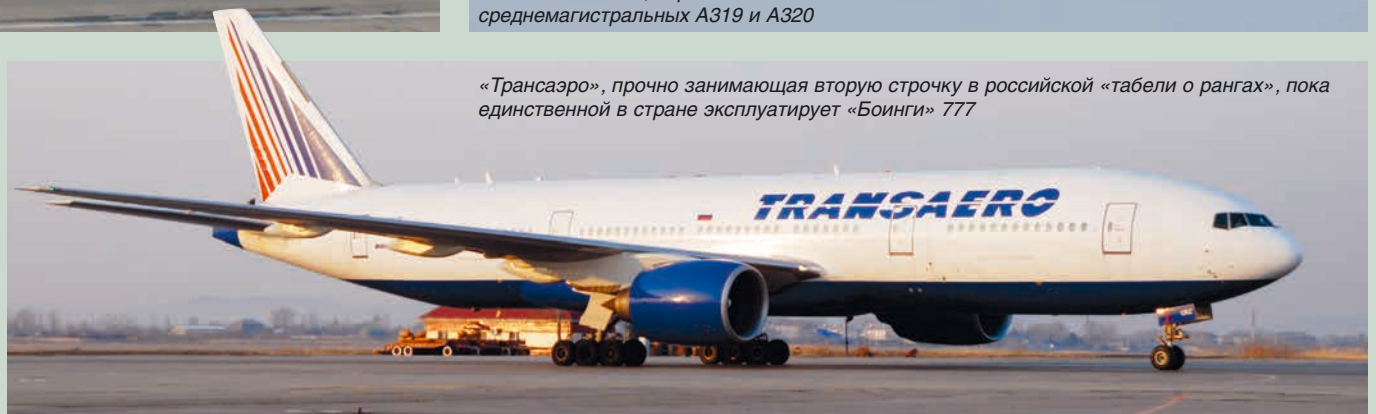 среднемагистральных A319 и A320
«Трансаэро», прочно занимающая вторую строчку в российской «табели о рангах», пока
единственной в стране эксплуатирует «Боинги» 777
TRANSAERO